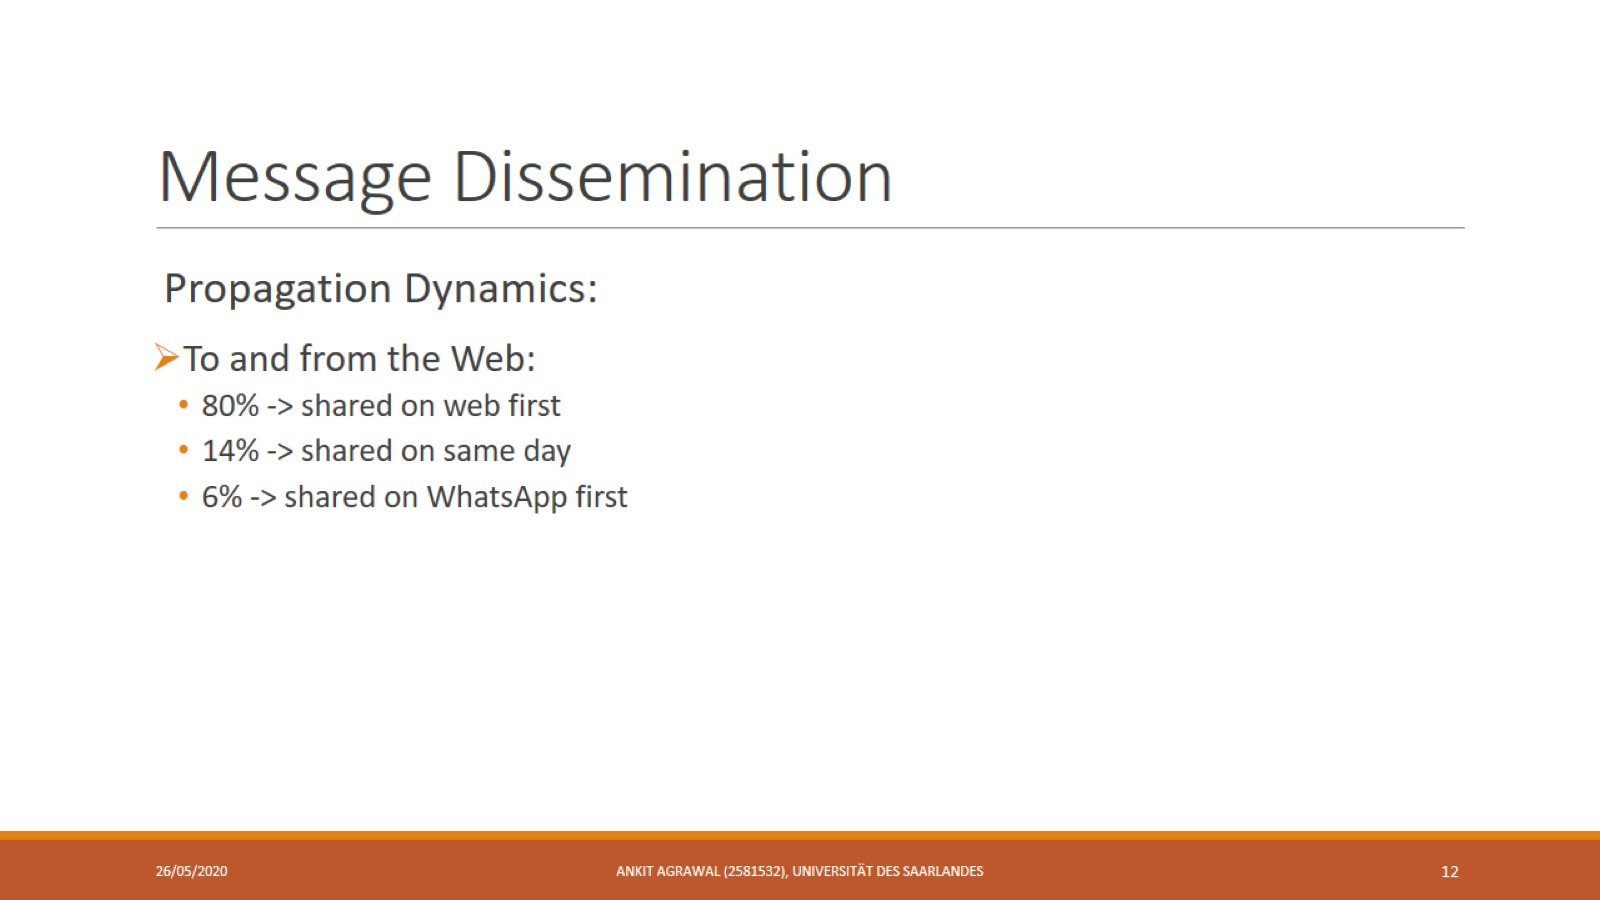 Message Dissemination
Propagation Dynamics:
➢To and from the Web:
• 80% -> shared on web first
• 14% -> shared on same day
• 6% -> shared on WhatsApp first
26/05/2020
ANKIT AGRAWAL (2581532), UNIVERSITÄT DES SAARLANDES
12